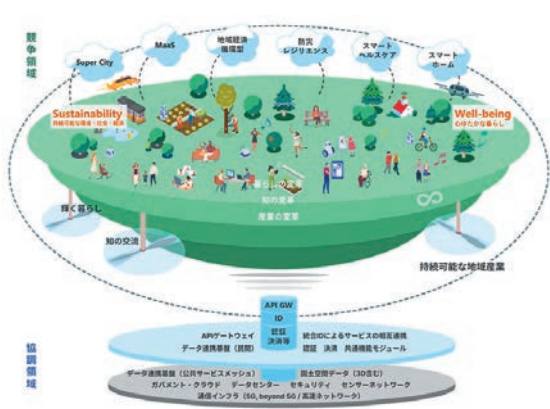 競争領域
Super City
MaaS
地域経済
循環型
防災
レジリエンス
スマート
ヘルスケア
スマート
ホーム
Sustainability
持続可能な環境・社会・経済
Well-being
心ゆたかな暮らし
暮らしの変革
知の変革
産業の変革
輝く暮らし
知の交流
持続可能な地域産業
API GW
ID
認証
決済等
協調領域
APIゲートウェイ 統合IDによるサービスの相互連携
データ連携基盤（民間） 認証 決済 共通機能モジュール
データ連携基盤（公共サービスメッシュ） 国土空間データ（3D含む）
ガバメント・クラウド データセンター セキュリティ センサーネットワーク
通信インフラ（5G, beyond 5G / 高速ネットワーク）